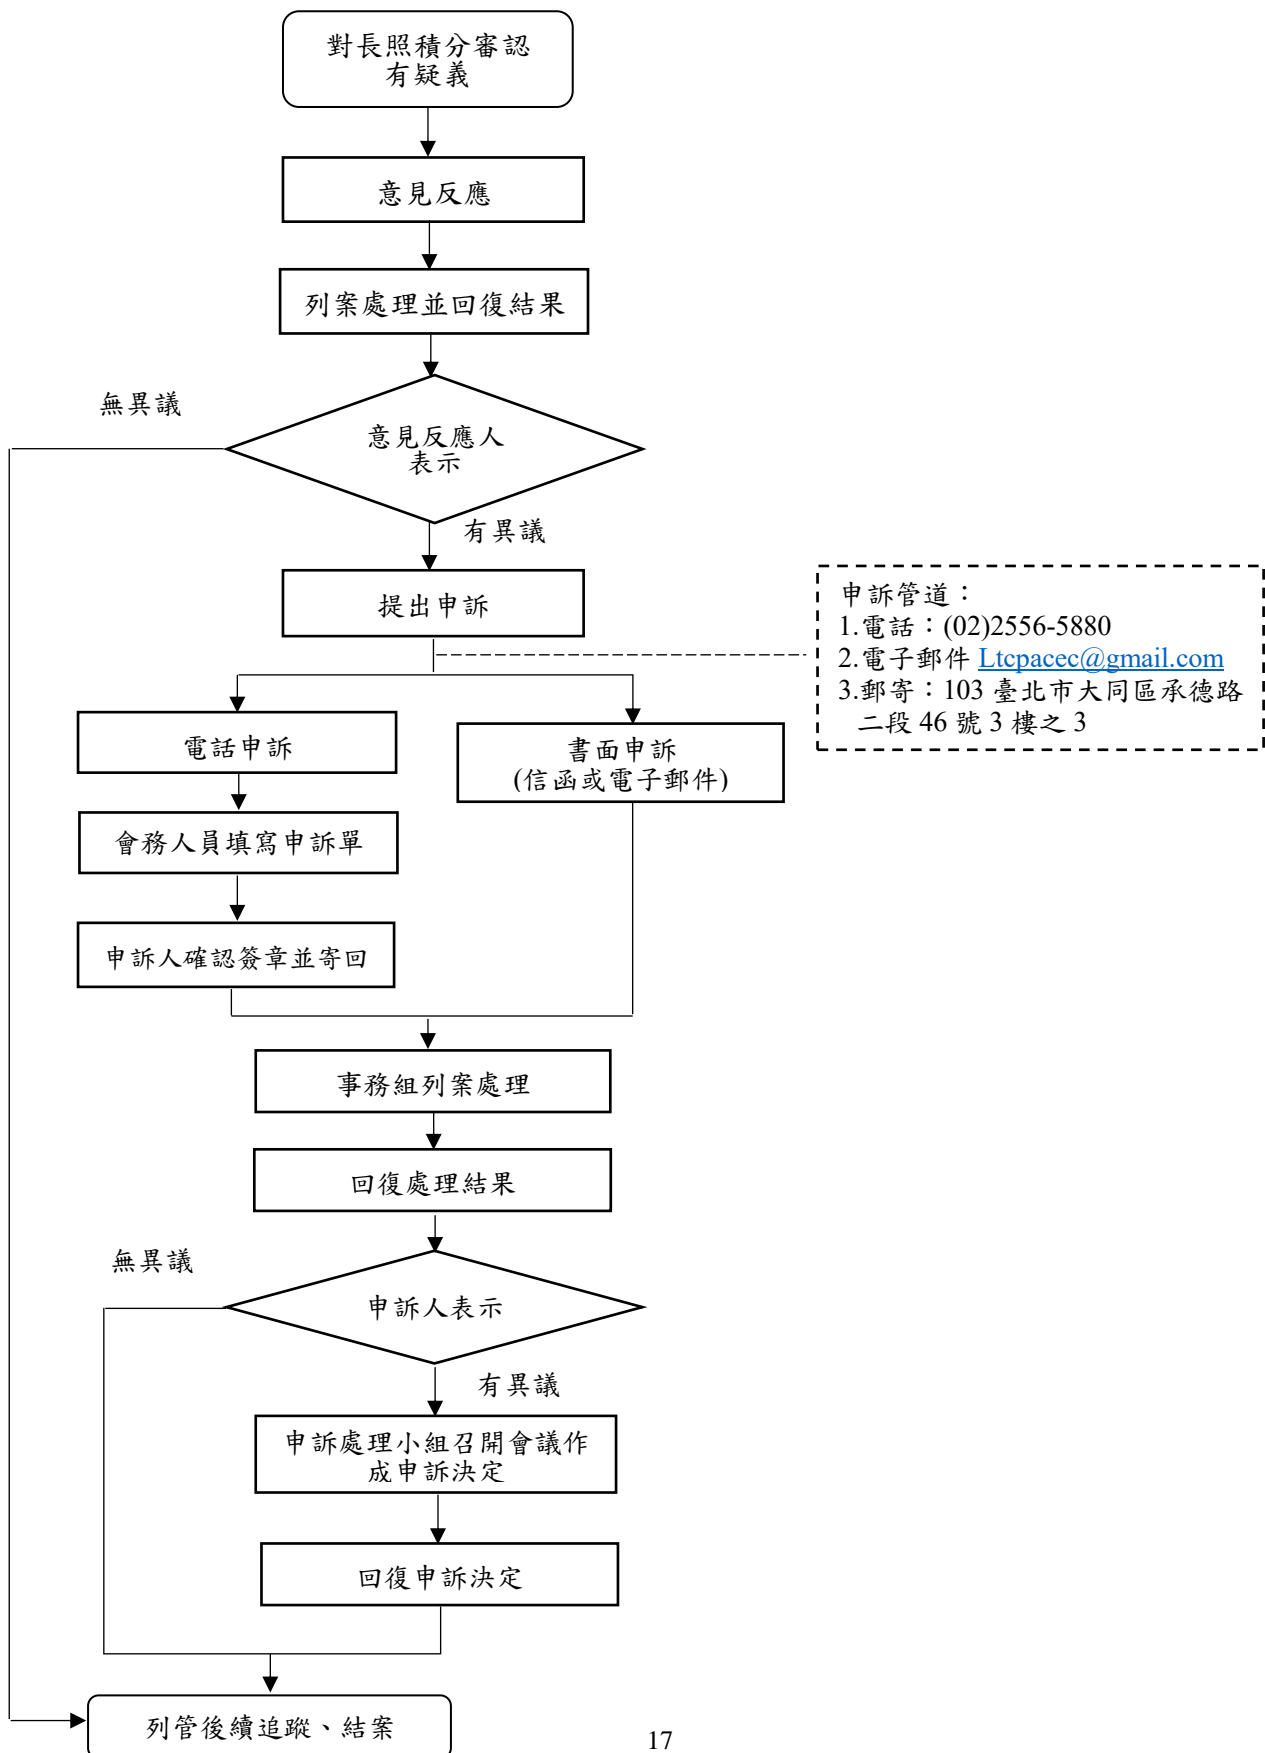 對長照積分審認
有疑義
意見反應
列案處理並回復結果
無異議
意見反應人
表示
有異議
提出申訴
申訴管道：
1.電話：(02)2556-5880
2.電子郵件 Ltcpacec@gmail.com
3.郵寄：103 臺北市大同區承德路
二段 46 號 3 樓之 3
電話申訴
書面申訴
(信函或電子郵件)
會務人員填寫申訴單
申訴人確認簽章並寄回
事務組列案處理
回復處理結果
無異議
申訴人表示
有異議
申訴處理小組召開會議作
成申訴決定
回復申訴決定
列管後續追蹤、結案
17